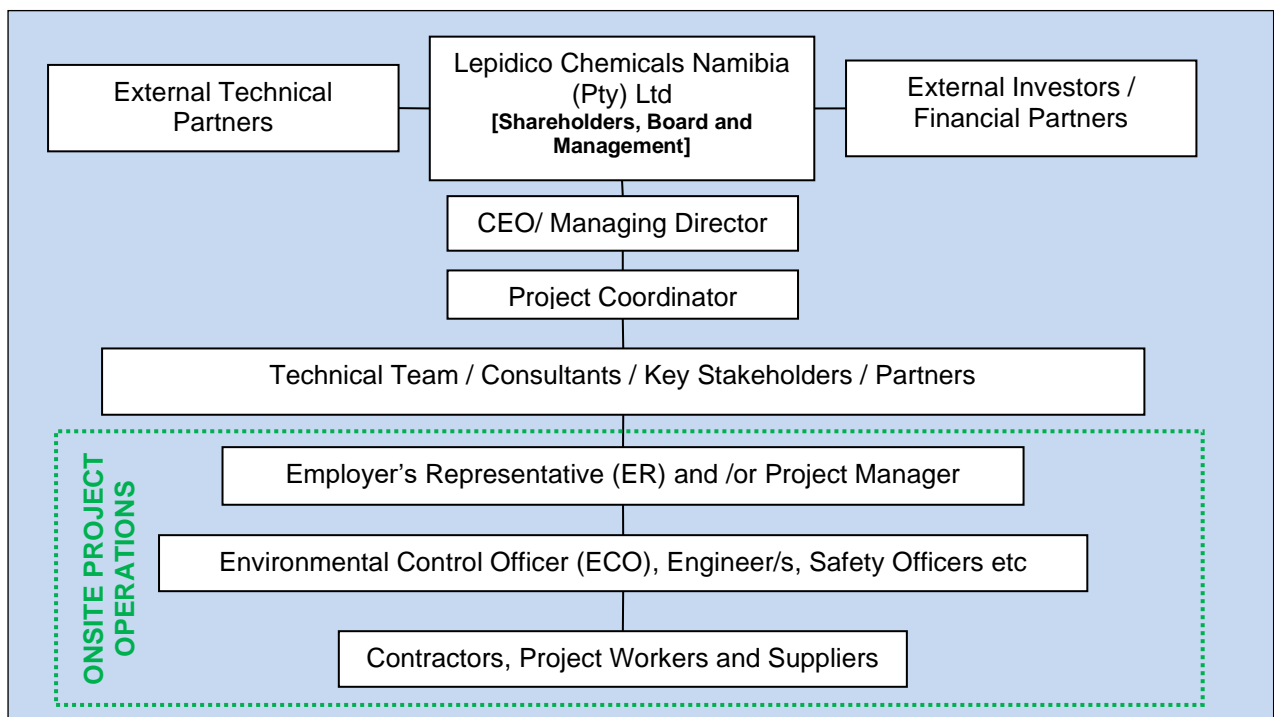 External Technical
Partners
Lepidico Chemicals Namibia
(Pty) Ltd
[Shareholders, Board and
Management]
External Investors /
Financial Partners
CEO/ Managing Director
Project Coordinator
Technical Team / Consultants / Key Stakeholders / Partners
ONSITE PROJECT
OPERATIONS
Employer’s Representative (ER) and /or Project Manager
Environmental Control Officer (ECO), Engineer/s, Safety Officers etc
Contractors, Project Workers and Suppliers